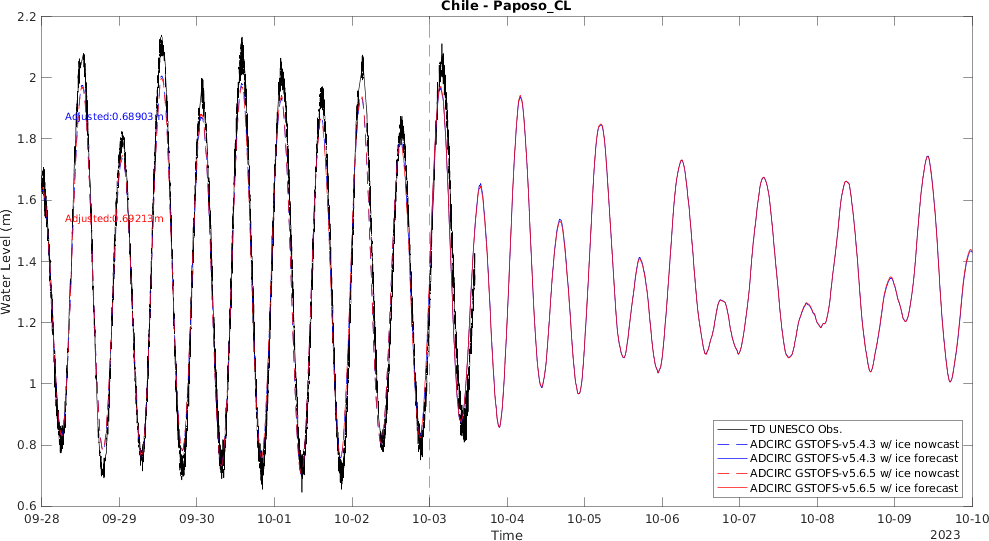 Chile - Paposo_CL
2.2
2
1.8
1.6
1.4
1.2
1
0.8
0.6
Water Level (m)
Adjusted:0.68903m
Adjusted:0.69213m
TD UNESCO Obs.
ADCIRC GSTOFS-v5.4.3 w/ ice nowcast
ADCIRC GSTOFS-v5.4.3 w/ ice forecast
ADCIRC GSTOFS-v5.6.5 w/ ice nowcast
ADCIRC GSTOFS-v5.6.5 w/ ice forecast
09-28 09-29 09-30 10-01 10-02 10-03 10-04 10-05 10-06 10-07 10-08 10-09 10-10
Time
2023